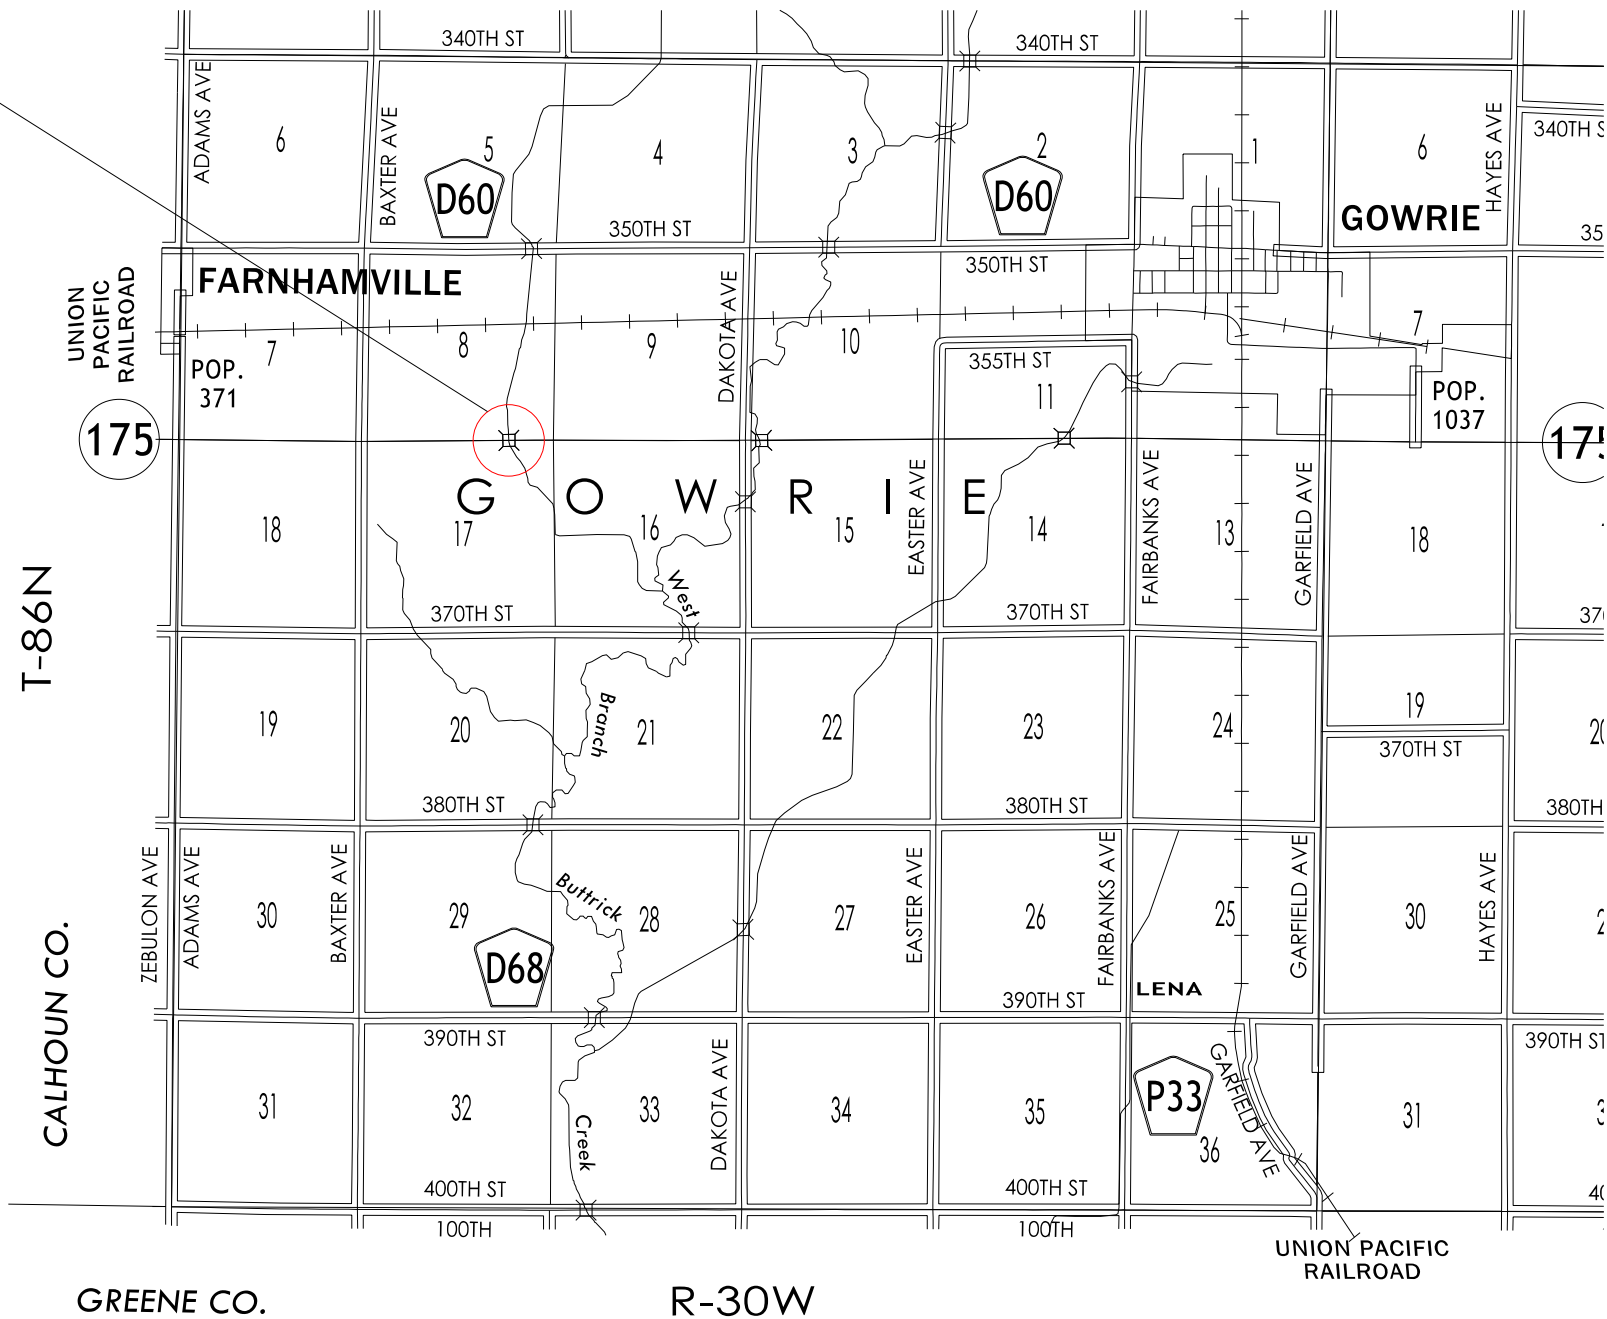 340TH ST
340TH ST
ADAMS AVE
BAXTER AVE
HAYES AVE
340TH S
6
5
4
3
2
1
6
D60
D60
350TH ST
GOWRIE
35
350TH ST
FARNHAMVILLE
UNION
PACIFIC
RAILROAD
DAKOTA AVE
7
8
9
10
7
355TH ST
11
POP.
371
POP.
1037
175
175
G O W R I E
EASTER AVE
FAIRBANKS AVE
GARFIELD AVE
18
17
16
15
14
13
18
West
T-86N
370TH ST
370TH ST
370
19
20
21
22
23
24
19
20
Branch
370TH ST
380TH ST
380TH ST
380TH
ZEBULON AVE
ADAMS AVE
BAXTER AVE
EASTER AVE
FAIRBANKS AVE
GARFIELD AVE
HAYES AVE
Buttrick
30
29
28
27
26
25
30
2
D68
CALHOUN CO.
LENA
390TH ST
390TH ST
390TH ST
DAKOTA AVE
GARFIELD AVE
P33
31
32
33
34
35
36
31
3
Creek
400TH ST
400TH ST
40
100TH
100TH
UNION PACIFIC
RAILROAD
GREENE CO.
R-30W